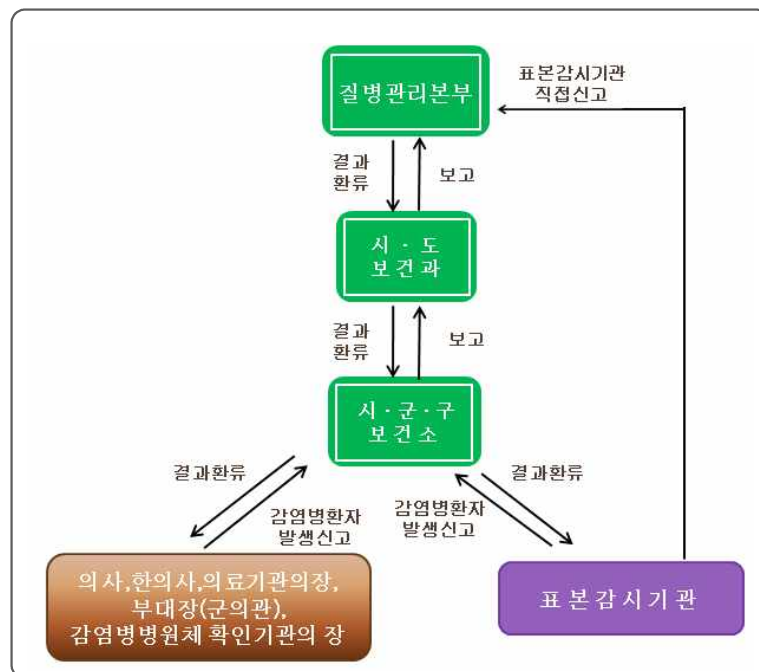 질병관리본부
표본감시기관
직접신고
결과
환류
보고
시 · 도
보건과
결과
환류
보고
시 · 군 · 구
보건소
결과환류
감염병환자
발생신고
감염병환자
발생신고
결과환류
의사,한의사,의료기관의장,
부대장(군의관),
감염병병원체 확인기관의 장
표본감시기관